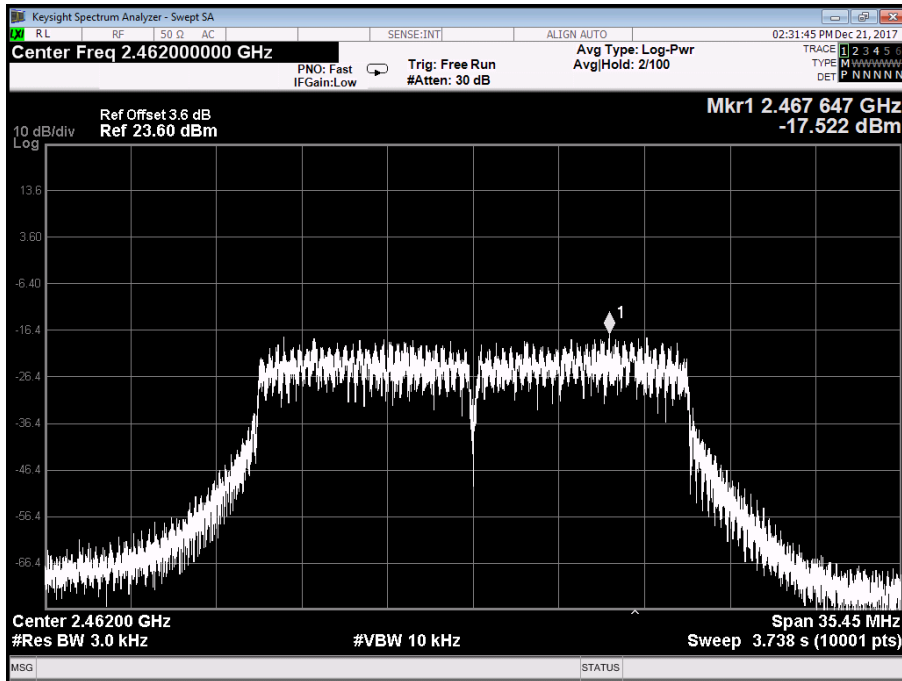 Keysight Spectrum Analyzer - Swept SA
LXI RL RF 50 Ω AC SENSE:INT ALIGN AUTO 02:31:45 PM Dec 21, 2017
Center Freq 2.462000000 GHz
PNO: Fast
IFGain:Low
Trig: Free Run
#Atten: 30 dB
Avg Type: Log-Pwr
Avg|Hold: 2/100
TRACE 1 2 3 4 5 6
TYPE M W W W W W
DET P N N N N N
Mkr1 2.467 647 GHz
-17.522 dBm
Ref Offset 3.6 dB
10 dB/div Ref 23.60 dBm
Log
13.6
3.60
-6.40
1
-16.4
-26.4
-36.4
-46.4
-56.4
-66.4
Center 2.46200 GHz Span 35.45 MHz
#Res BW 3.0 kHz #VBW 10 kHz Sweep 3.738 s (10001 pts)
MSG STATUS